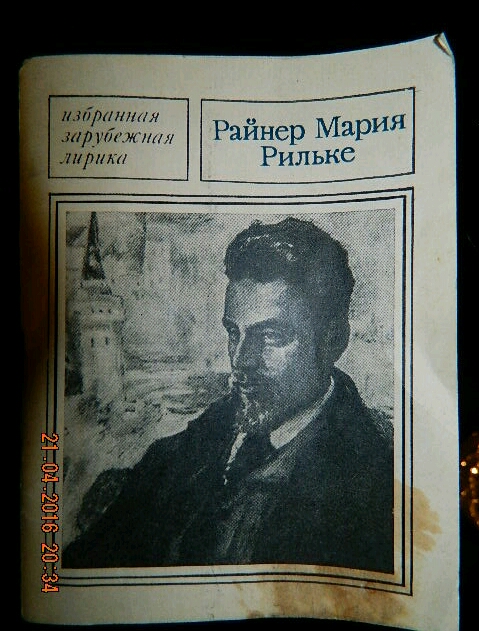 избранная
зарубежная
лирика
Райнер Мария
Рильке
21.04.2016 20:34